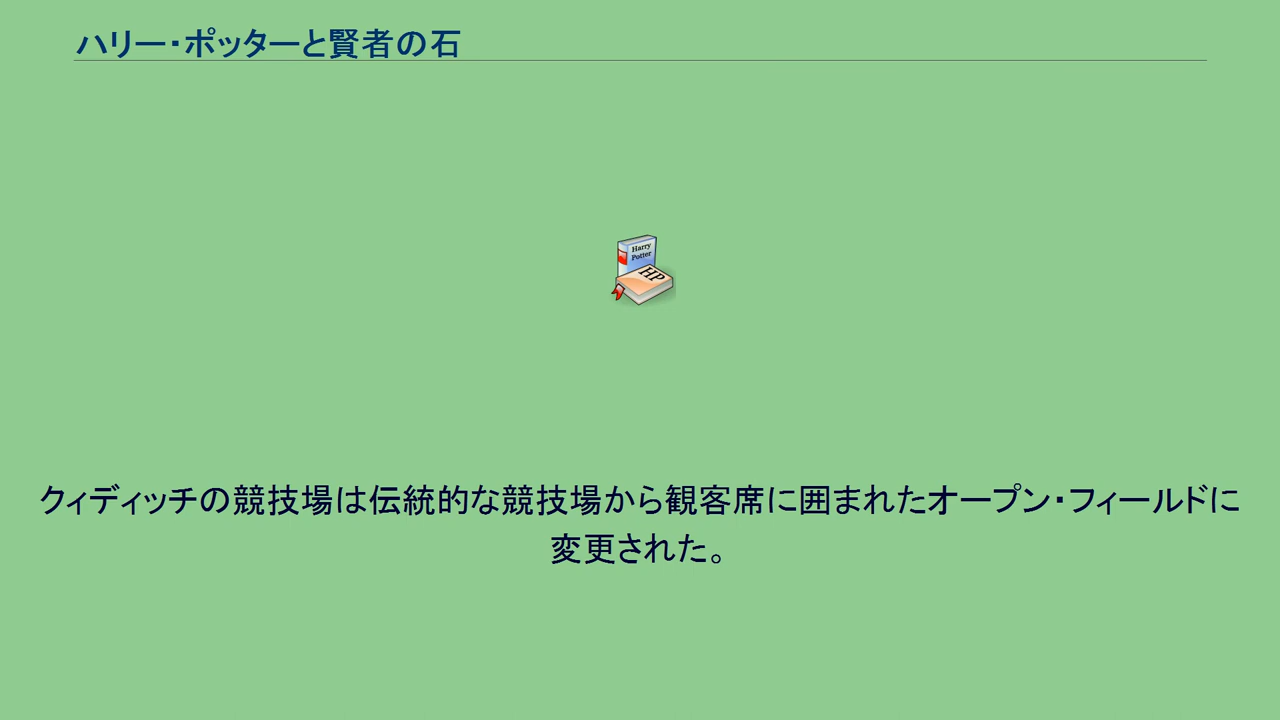 ハリー・ポッターと賢者の石
Harry
Potter
HP
クィディッチの競技場は伝統的な競技場から観客席に囲まれたオープン・フィールドに
変更された。